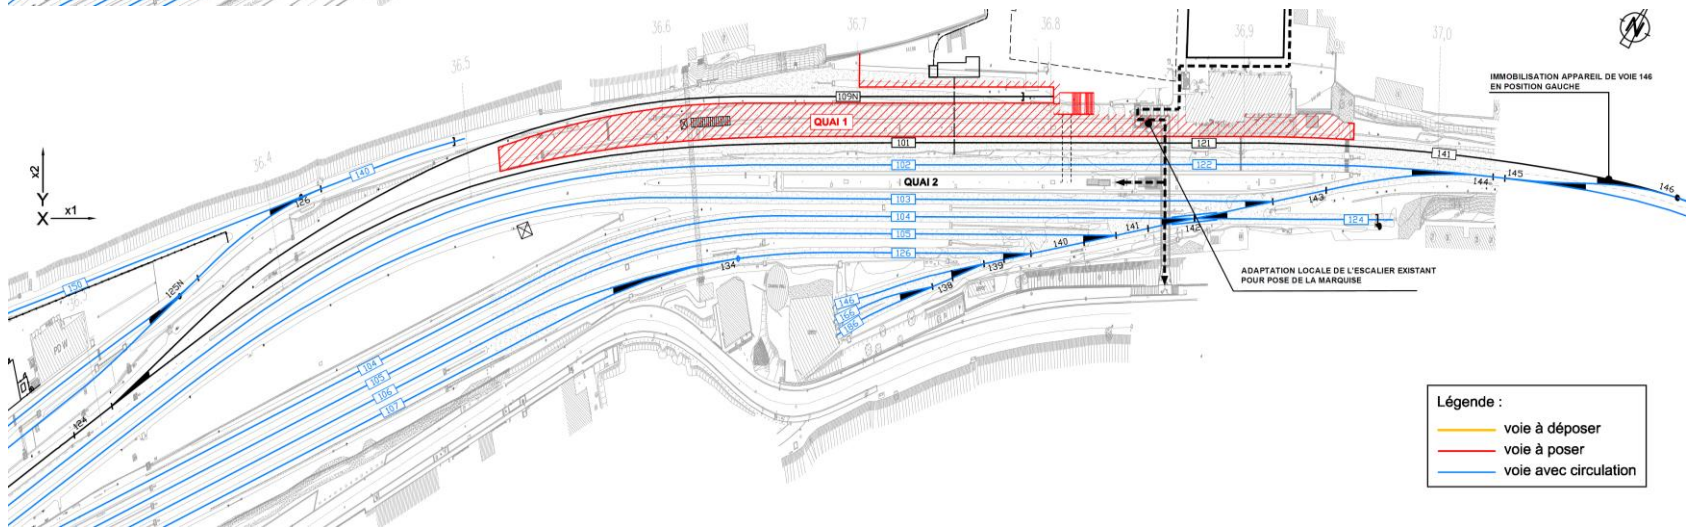 36.4
36.5
36.6
36.7
36.8
36.9
37,0
N
IMMOBILISATION APPAREIL DE VOIE 146
EN POSITION GAUCHE
109N
QUAI 1
101
121
141
102
122
QUAI 2
103
104
105
126
124
140
126
150
125N
PD W
124
134
138
139
140
141
142
143
144
145
146
146
166
186
104
105
106
107
x2
Y
X
x1
ADAPTATION LOCALE DE L'ESCALIER EXISTANT
POUR POSE DE LA MARQUISE
Légende :
voie à déposer
voie à poser
voie avec circulation